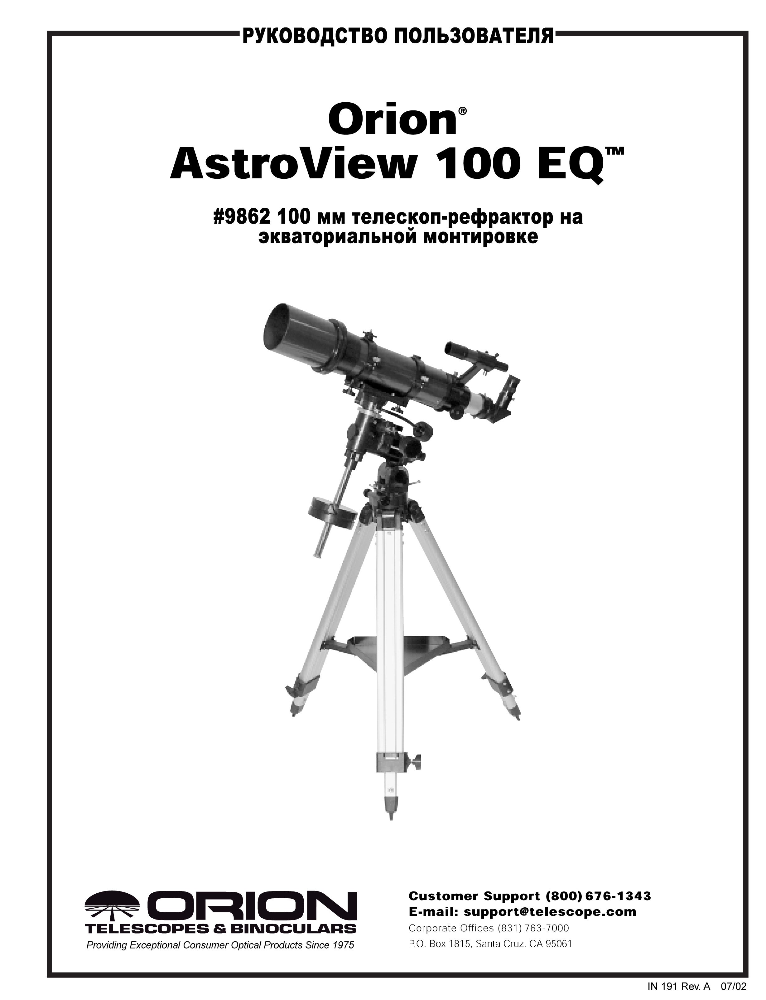 РУКОВОДСТВО ПОЛЬЗОВАТЕЛЯ
Orion®
AstroView 100 EQ™
#9862 100 мм телескоп-рефрактор на
экваториальной монтировке
ORION
TELESCOPES & BINOCULARS
Providing Exceptional Consumer Optical Products Since 1975
Customer Support (800) 676-1343
E-mail: support@telescope.com
Corporate Offices (831) 763-7000
P.O. Box 1815, Santa Cruz, CA 95061
IN 191 Rev. A 07/02